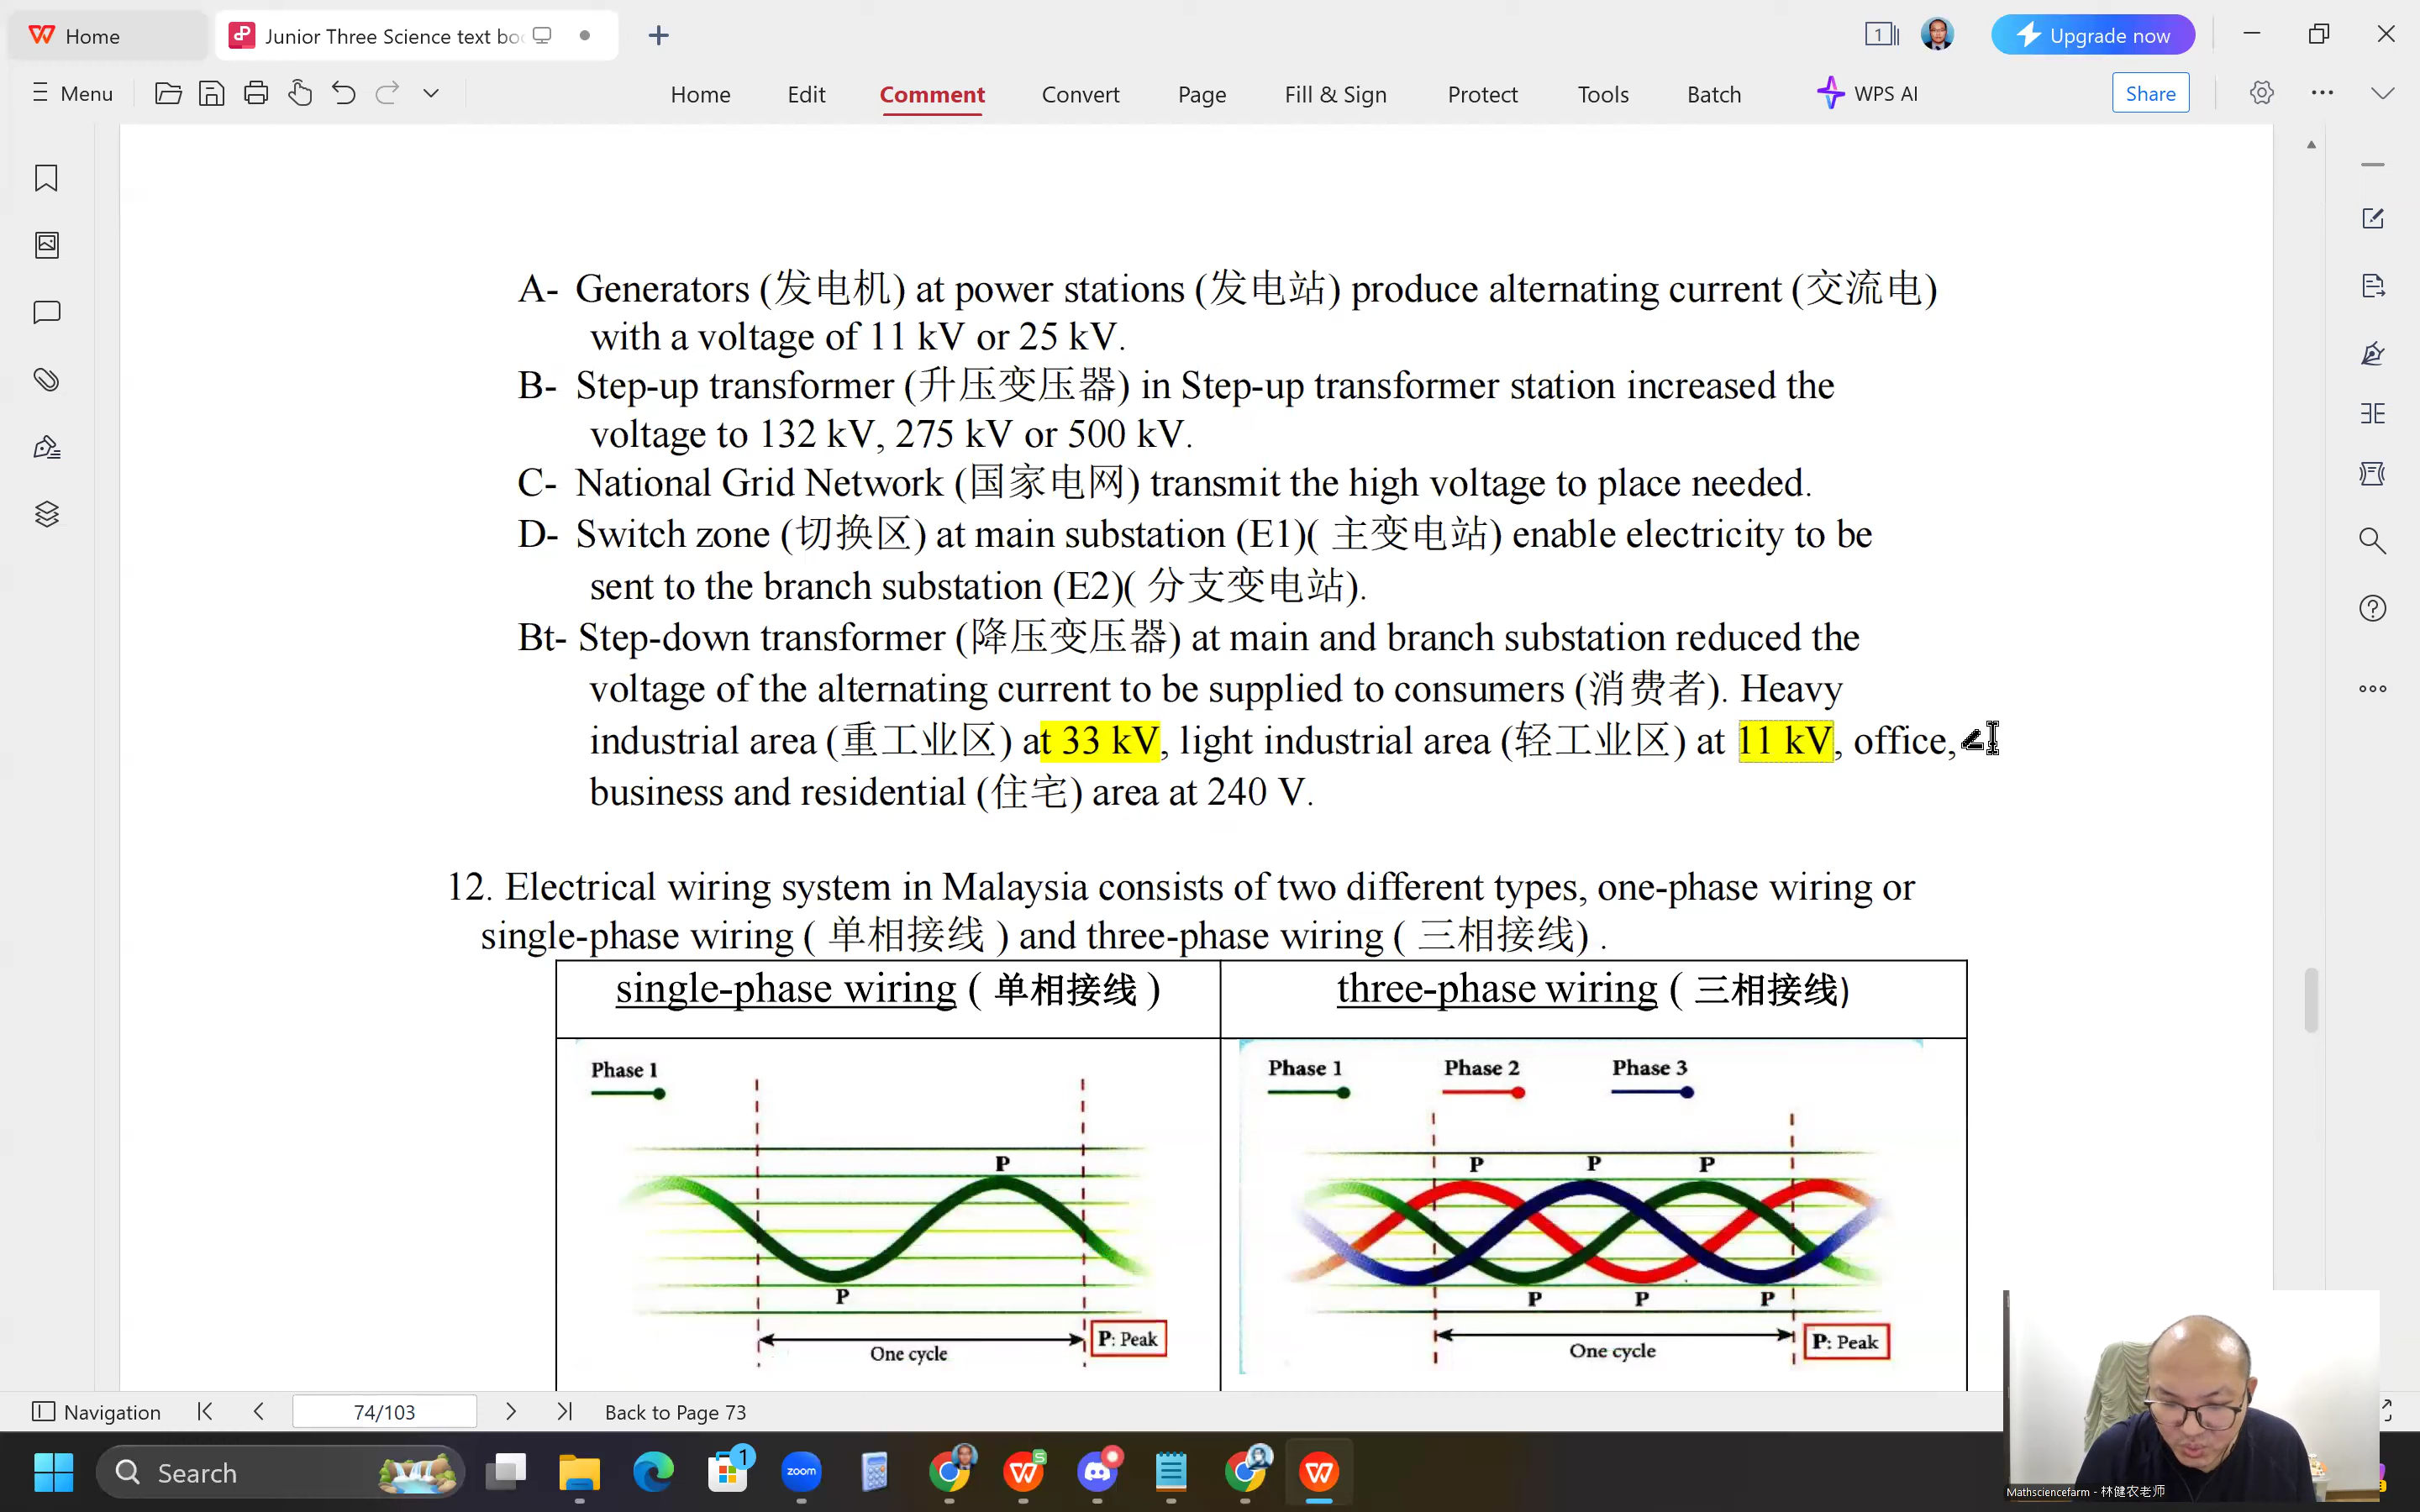 Home
Junior Three Science text boo
1
Upgrade now
Menu
Home
Edit
Comment
Convert
Page
Fill & Sign
Protect
Tools
Batch
WPS AI
Share
A- Generators (发电机) at power stations (发电站) produce alternating current (交流电)
with a voltage of 11 kV or 25 kV.
B- Step-up transformer (升压变压器) in Step-up transformer station increased the
voltage to 132 kV, 275 kV or 500 kV.
C- National Grid Network (国家电网) transmit the high voltage to place needed.
D- Switch zone (切换区) at main substation (E1)( 主变电站) enable electricity to be
sent to the branch substation (E2)( 分支变电站).
Bt- Step-down transformer (降压变压器) at main and branch substation reduced the
voltage of the alternating current to be supplied to consumers (消费者). Heavy
industrial area (重工业区) at 33 kV, light industrial area (轻工业区) at 11 kV, office,
business and residential (住宅) area at 240 V.
12. Electrical wiring system in Malaysia consists of two different types, one-phase wiring or
single-phase wiring ( 单相接线 ) and three-phase wiring ( 三相接线) .
single-phase wiring ( 单相接线 )
three-phase wiring ( 三相接线)
Phase 1
P
P
One cycle
P: Peak
Phase 1
Phase 2
Phase 3
P
P
P
P
P
P
One cycle
P: Peak
Navigation
74/103
Back to Page 73
Search
1
zoom
Mathsciencefarm - 林健农老师